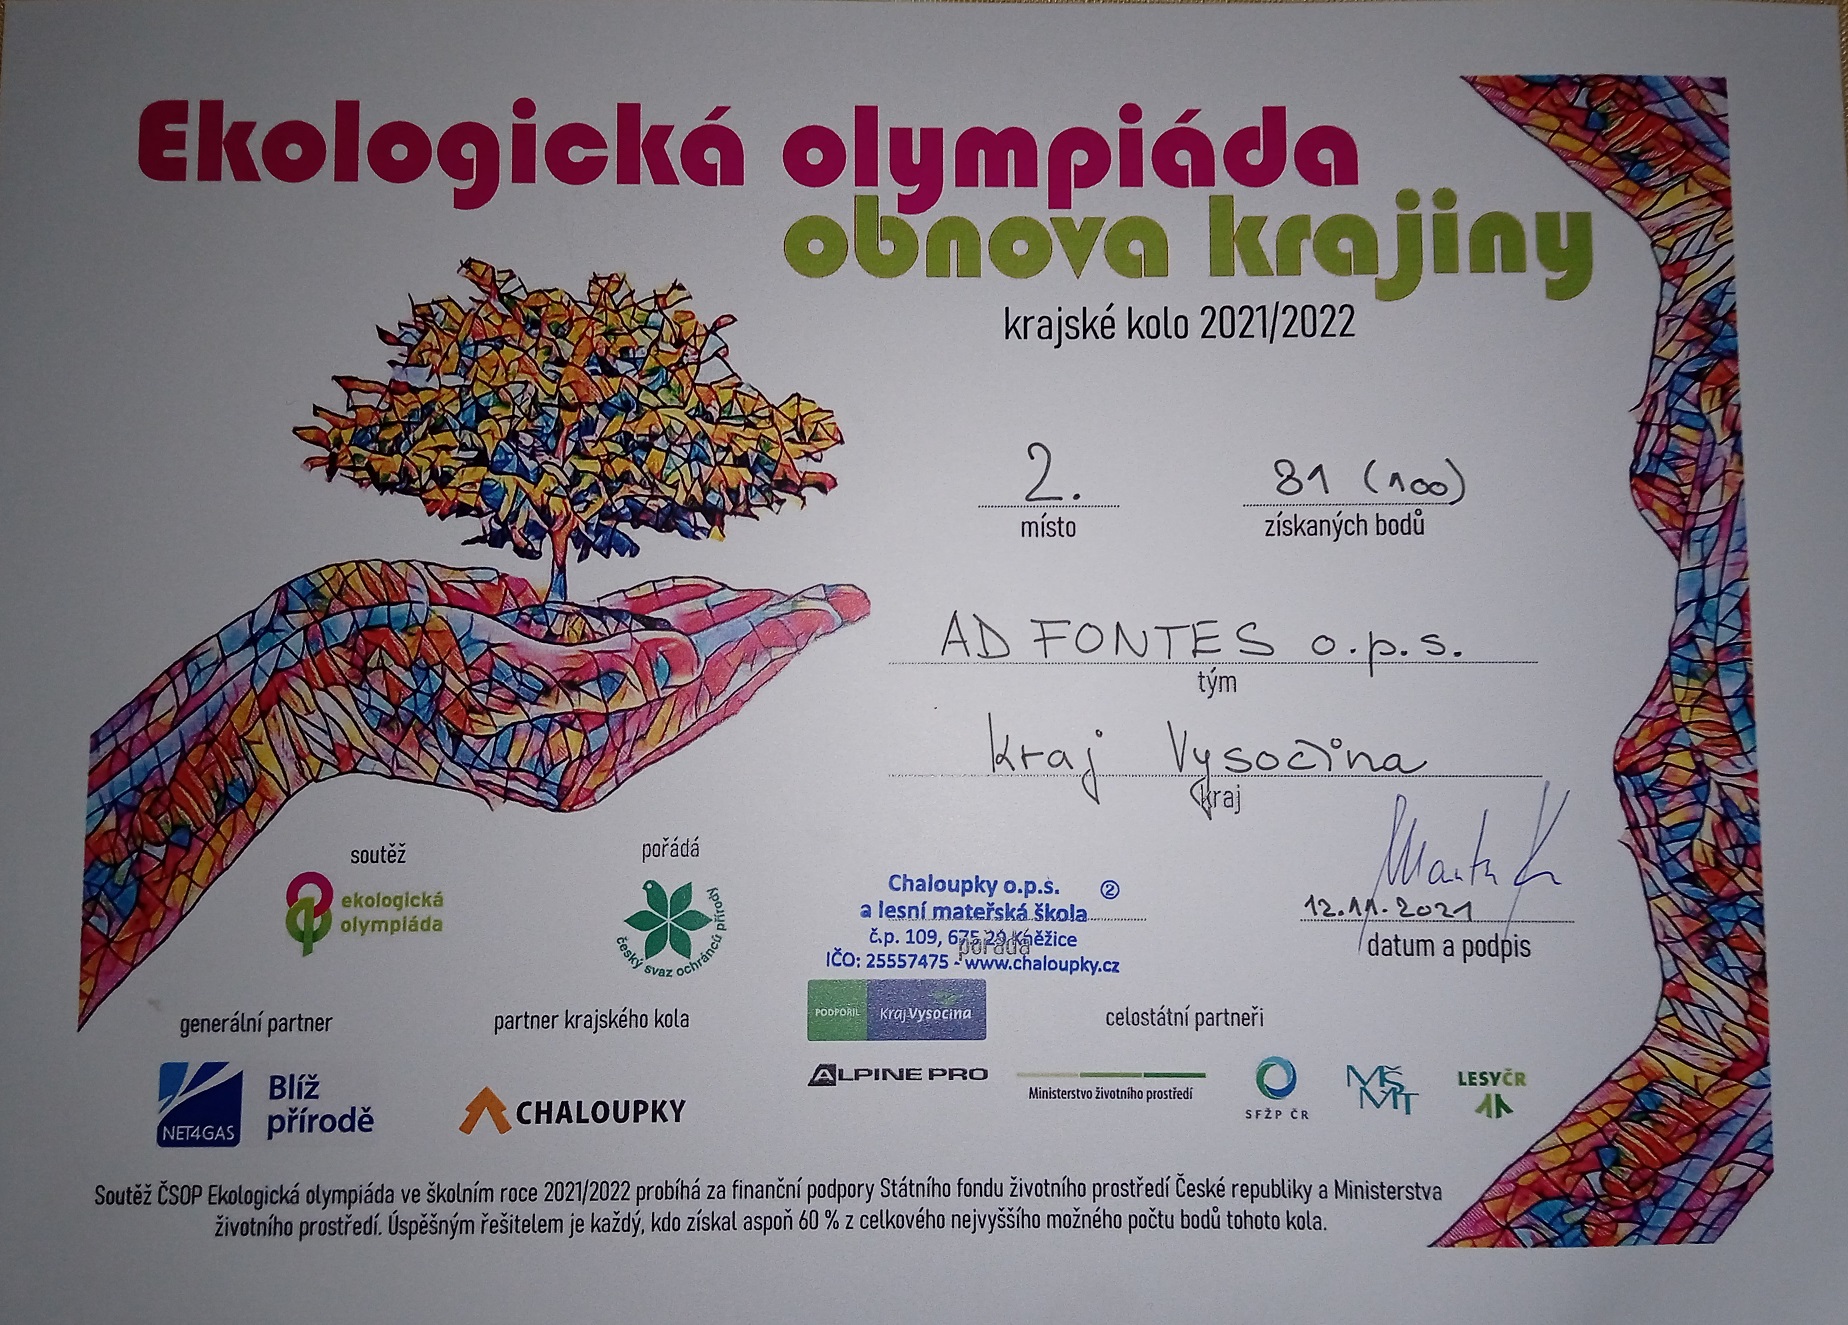 Ekologická olympiáda
obnova krajiny
krajské kolo 2021/2022
2.
místo
81 (100)
získaných bodů
AD FONTES o.p.s.
tým
kraj Vysočina
kraj
soutěž
ekologická
olympiáda
pořádá
český svaz ochránců přírody
Chaloupky o.p.s. 2
a lesní mateřská škola
č.p. 109, 675 29 Kněžice
pořádá
IČO: 25557475 - www.chaloupky.cz
12.11.2021
datum a podpis
generální partner
NET4GAS
Blíž
přírodě
partner krajského kola
CHALOUPKY
PODPOŘIL Kraj Vysočina
celostátní partneři
ALPINE PRO
Ministerstvo životního prostředí
SFŽP ČR
MŠ
MT
LESY ČR
Soutěž ČSOP Ekologická olympiáda ve školním roce 2021/2022 probíhá za finanční podpory Státního fondu životního prostředí České republiky a Ministerstva
životního prostředí. Úspěšným řešitelem je každý, kdo získal aspoň 60 % z celkového nejvyššího možného počtu bodů tohoto kola.